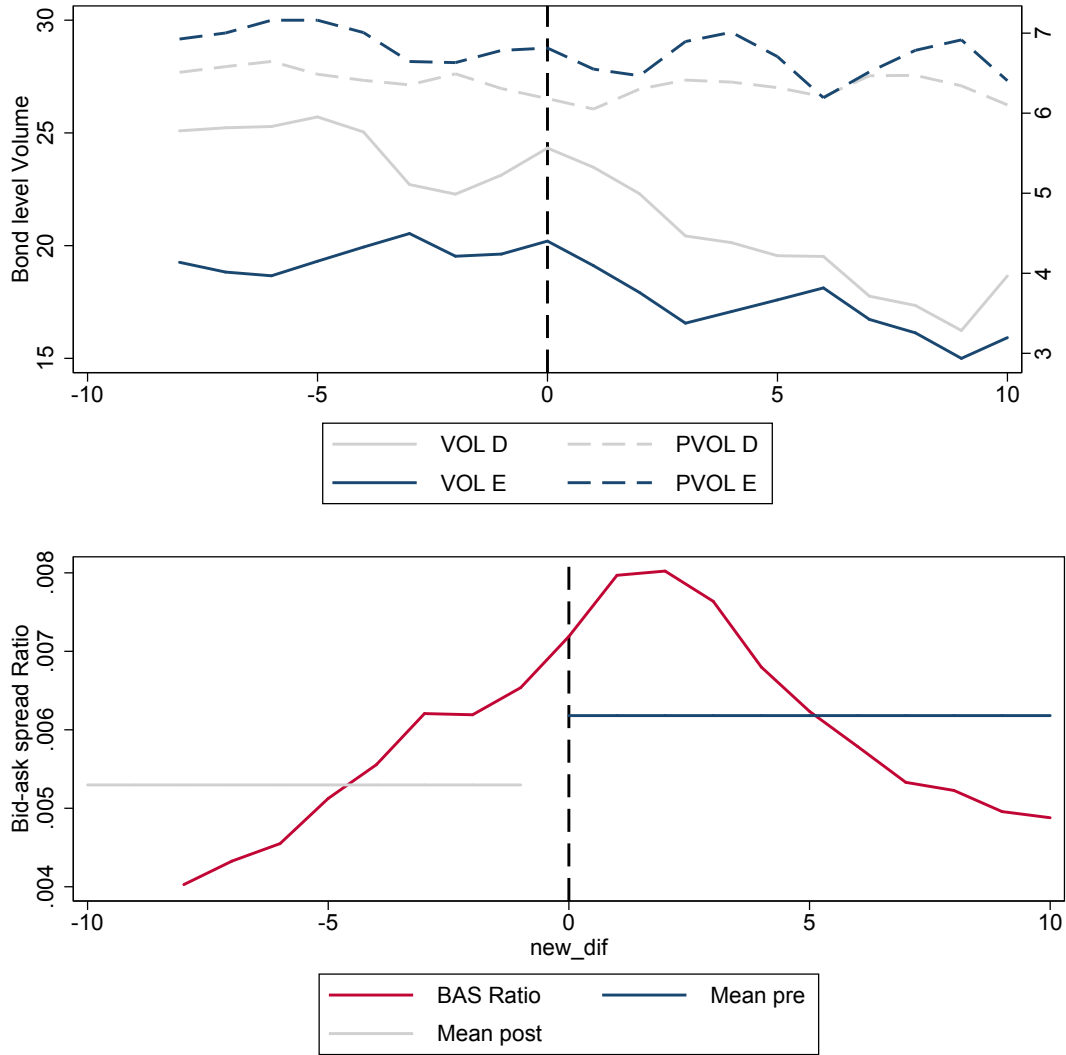 Bond level Volume
30
25
20
15
7
6
5
4
3
-10 -5 0 5 10
VOL D PVOL D
VOL E PVOL E
Bid-ask spread Ratio
.008
.007
.006
.005
.004
-10 -5 0 5 10
new_dif
BAS Ratio Mean pre
Mean post